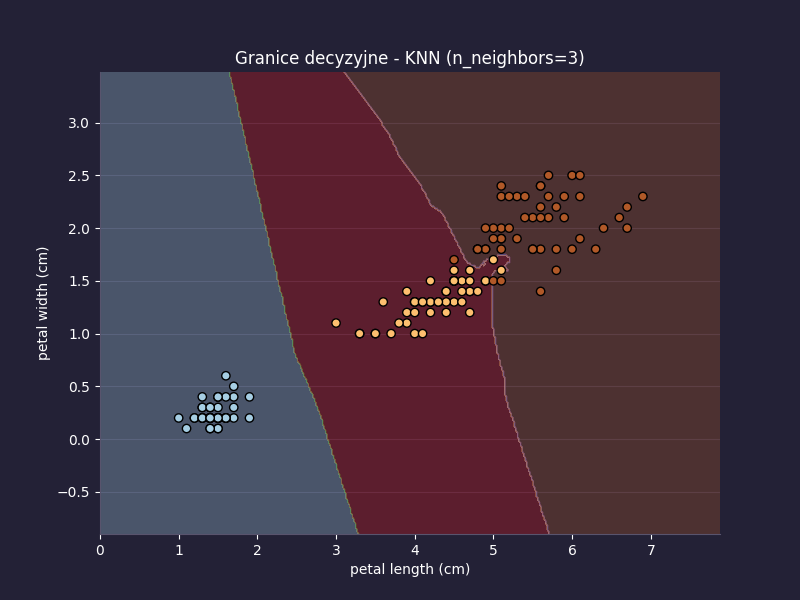 Granice decyzyjne - KNN (n_neighbors=3)
3.0
2.5
2.0
1.5
1.0
0.5
0.0
−0.5
petal width (cm)
0 1 2 3 4 5 6 7
petal length (cm)